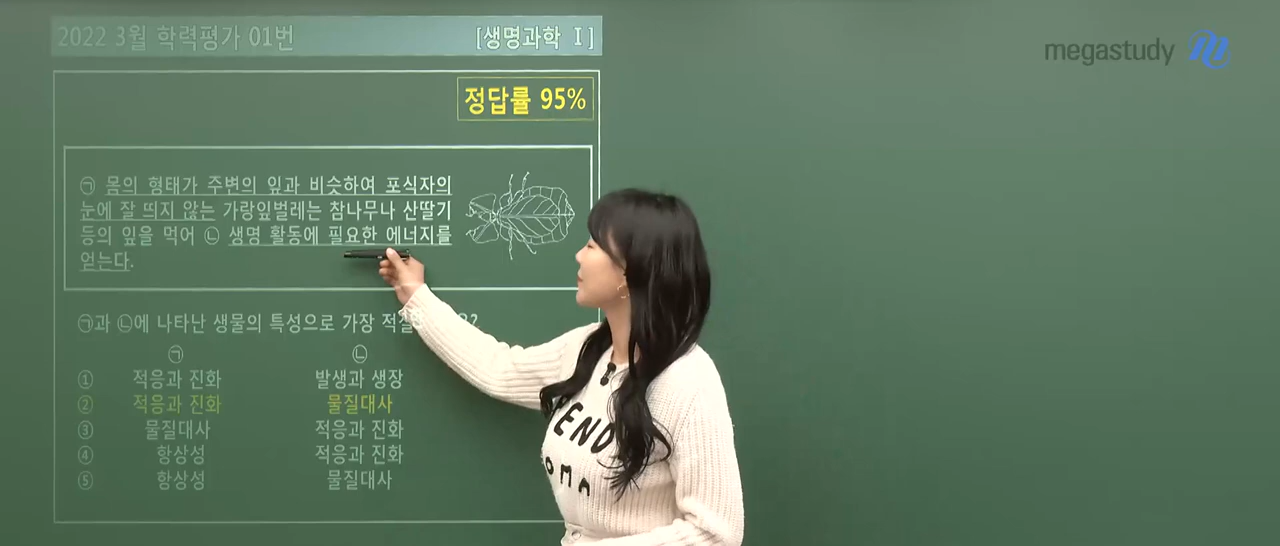 2022 3월 학력평가 01번
[생명과학 Ⅰ]
megastudy
정답률 95%
㉠ 몸의 형태가 주변의 잎과 비슷하여 포식자의
눈에 잘 띄지 않는 가랑잎벌레는 참나무나 산딸기
등의 잎을 먹어 ㉡ 생명 활동에 필요한 에너지를
얻는다.
㉠과 ㉡에 나타난 생물의 특성으로 가장
㉠ ㉡
① 적응과 진화 발생과 생장
② 적응과 진화 물질대사
③ 물질대사 적응과 진화
④ 항상성 적응과 진화
⑤ 항상성 물질대사